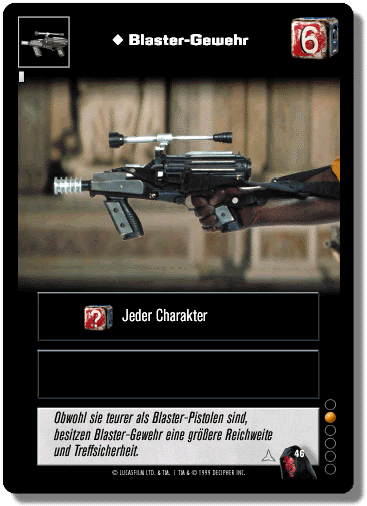 ◆ Blaster-Gewehr
6
? Jeder Charakter
Obwohl sie teurer als Blaster-Pistolen sind,
besitzen Blaster-Gewehr eine größere Reichweite
und Treffsicherheit.
46
© LUCASFILM LTD. & TM. | TM & © 1999 DECIPHER INC.